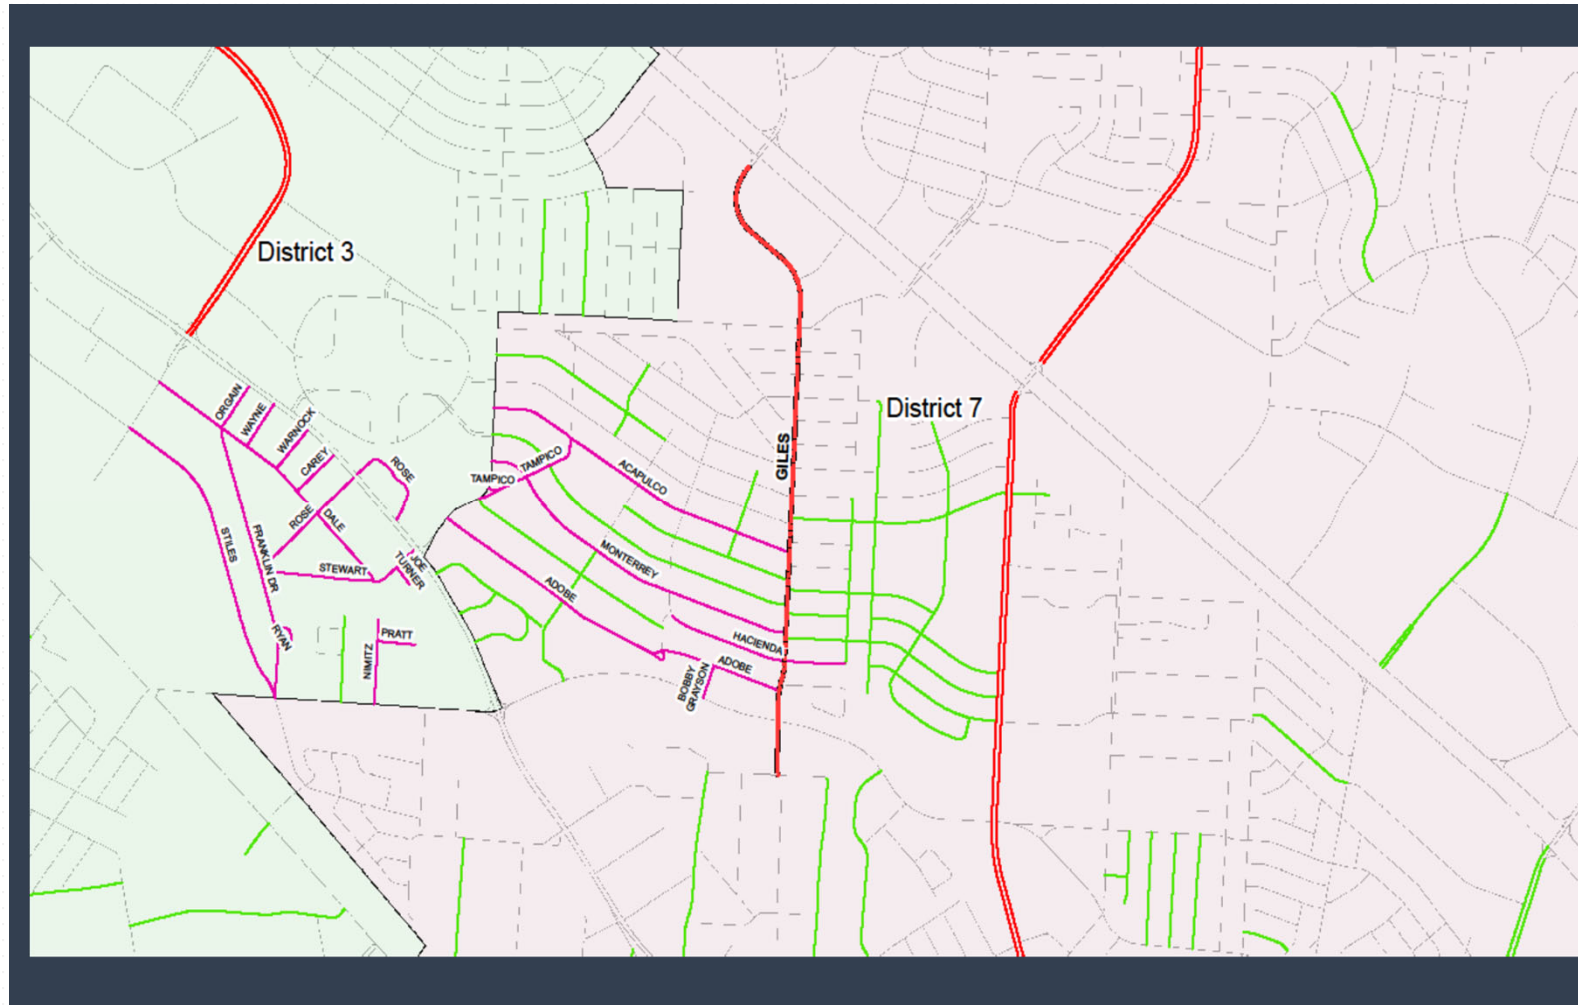 District 3
District 7
ORGAIN
WAYNE
WARNOCK
CAREY
ROSE
ROSE
DALE
STILES
FRANKLIN DR
STEWART
JOE
TURNER
RYAN
PRATT
NIMITZ
TAMPICO
TAMPICO
ACAPULCO
GILES
MONTERREY
ADOBE
HACIENDA
ADOBE
BOBBY
GRAYSON